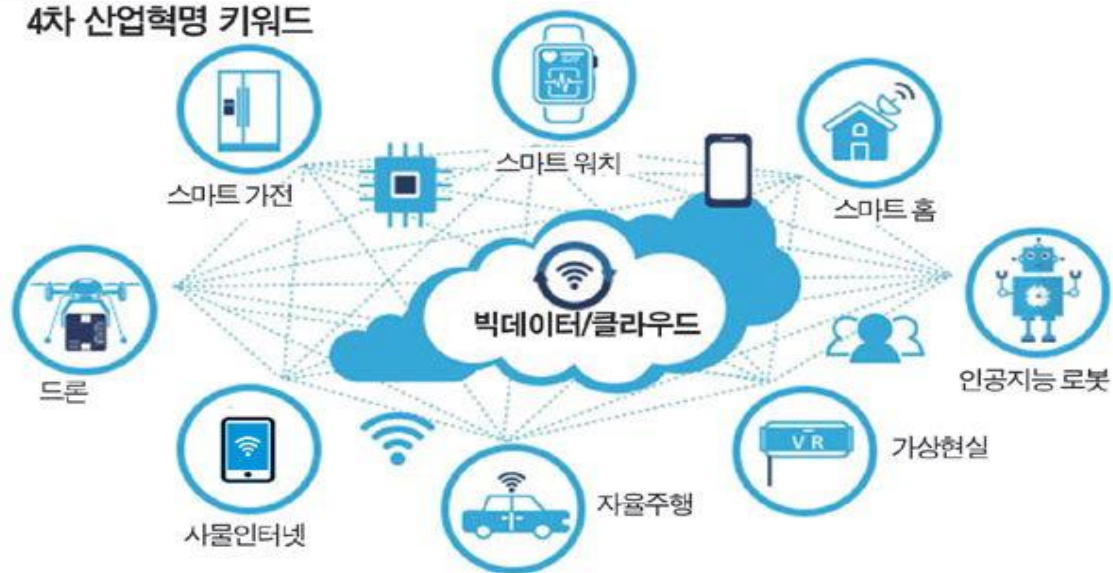 4차 산업혁명 키워드
스마트 가전
스마트 워치
스마트 홈
빅데이터/클라우드
드론
인공지능 로봇
사물인터넷
자율주행
VR
가상현실